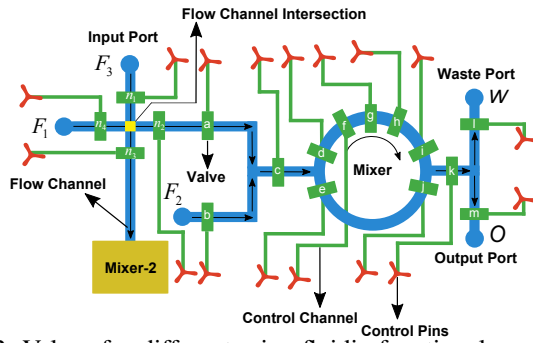 Flow Channel Intersection
Input Port
F3
Waste Port
W
n1
F1
n4
n2
a
n3
g
h
f
d
i
l
Flow Channel
Valve
c
Mixer
e
j
k
F2
b
m
O
Mixer-2
Output Port
Control Channel
Control Pins